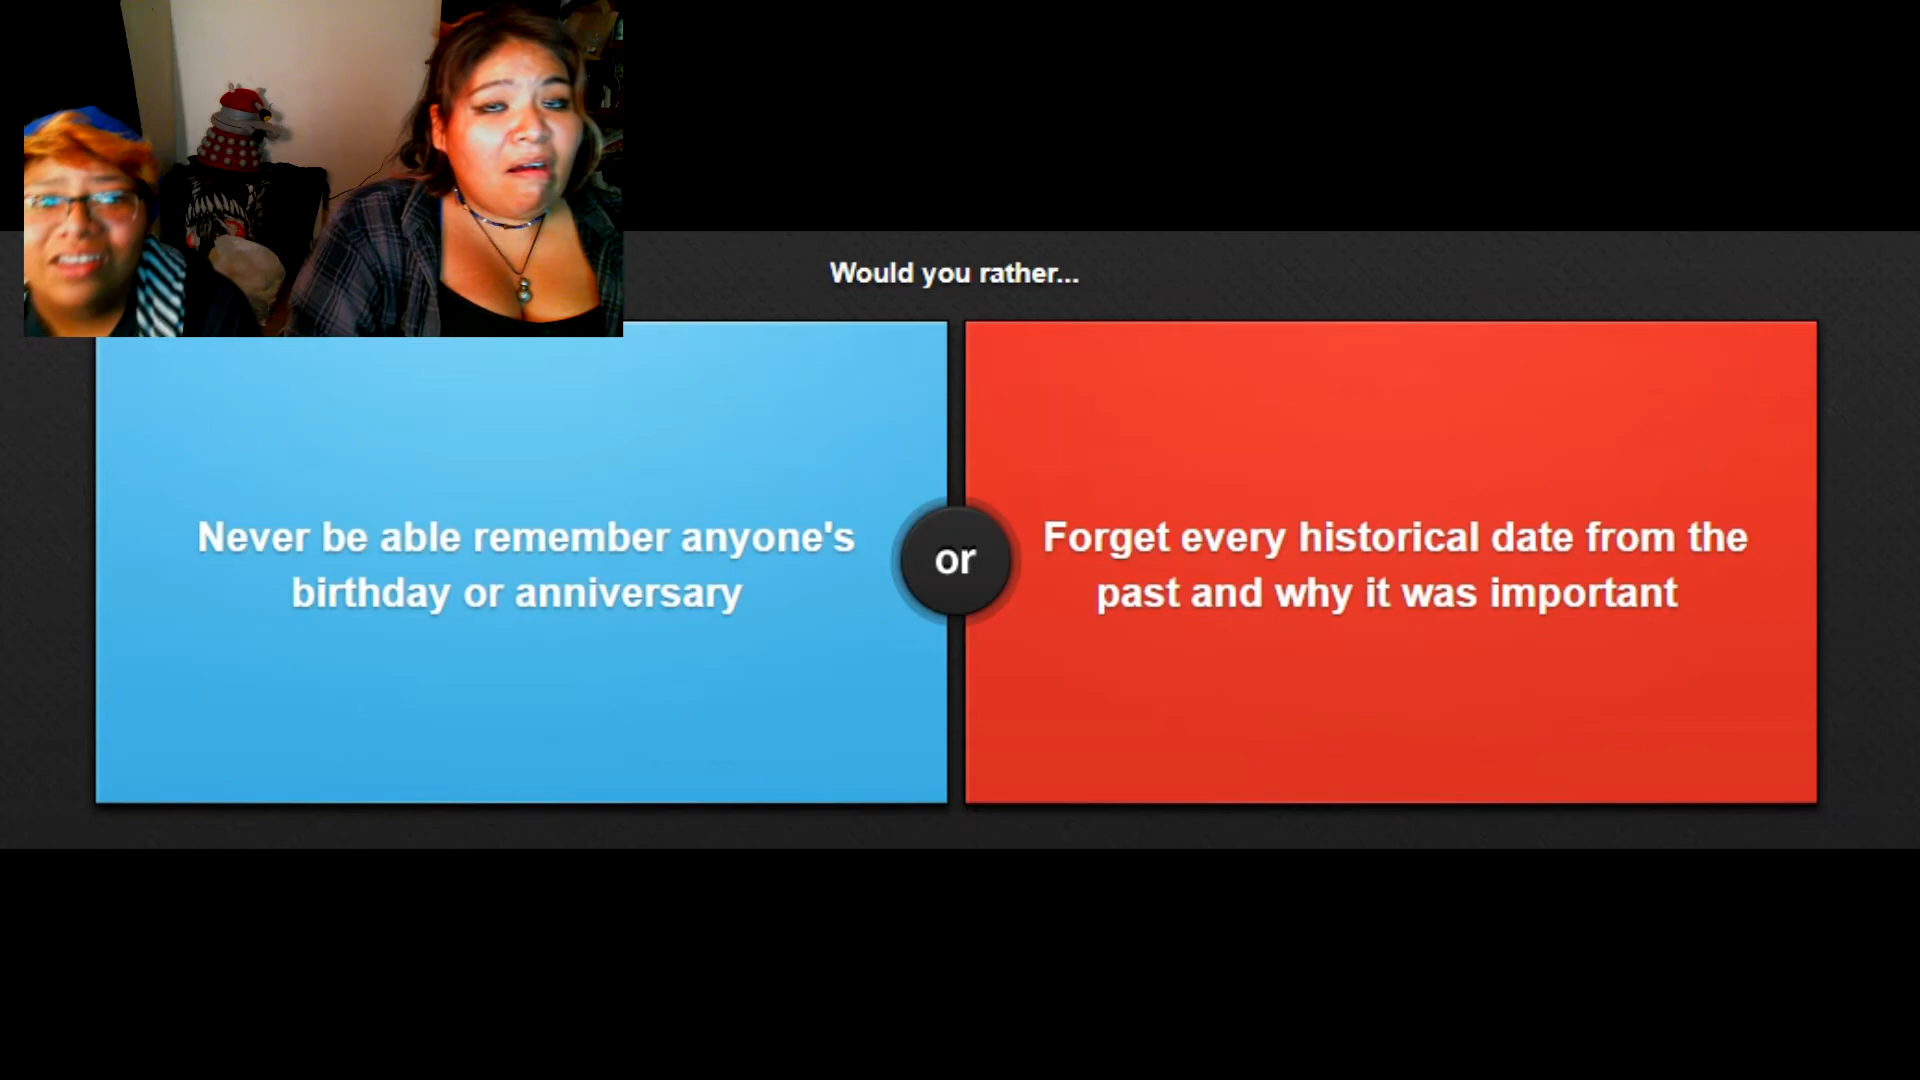 Would you rather...
Never be able remember anyone's
birthday or anniversary
or
Forget every historical date from the
past and why it was important